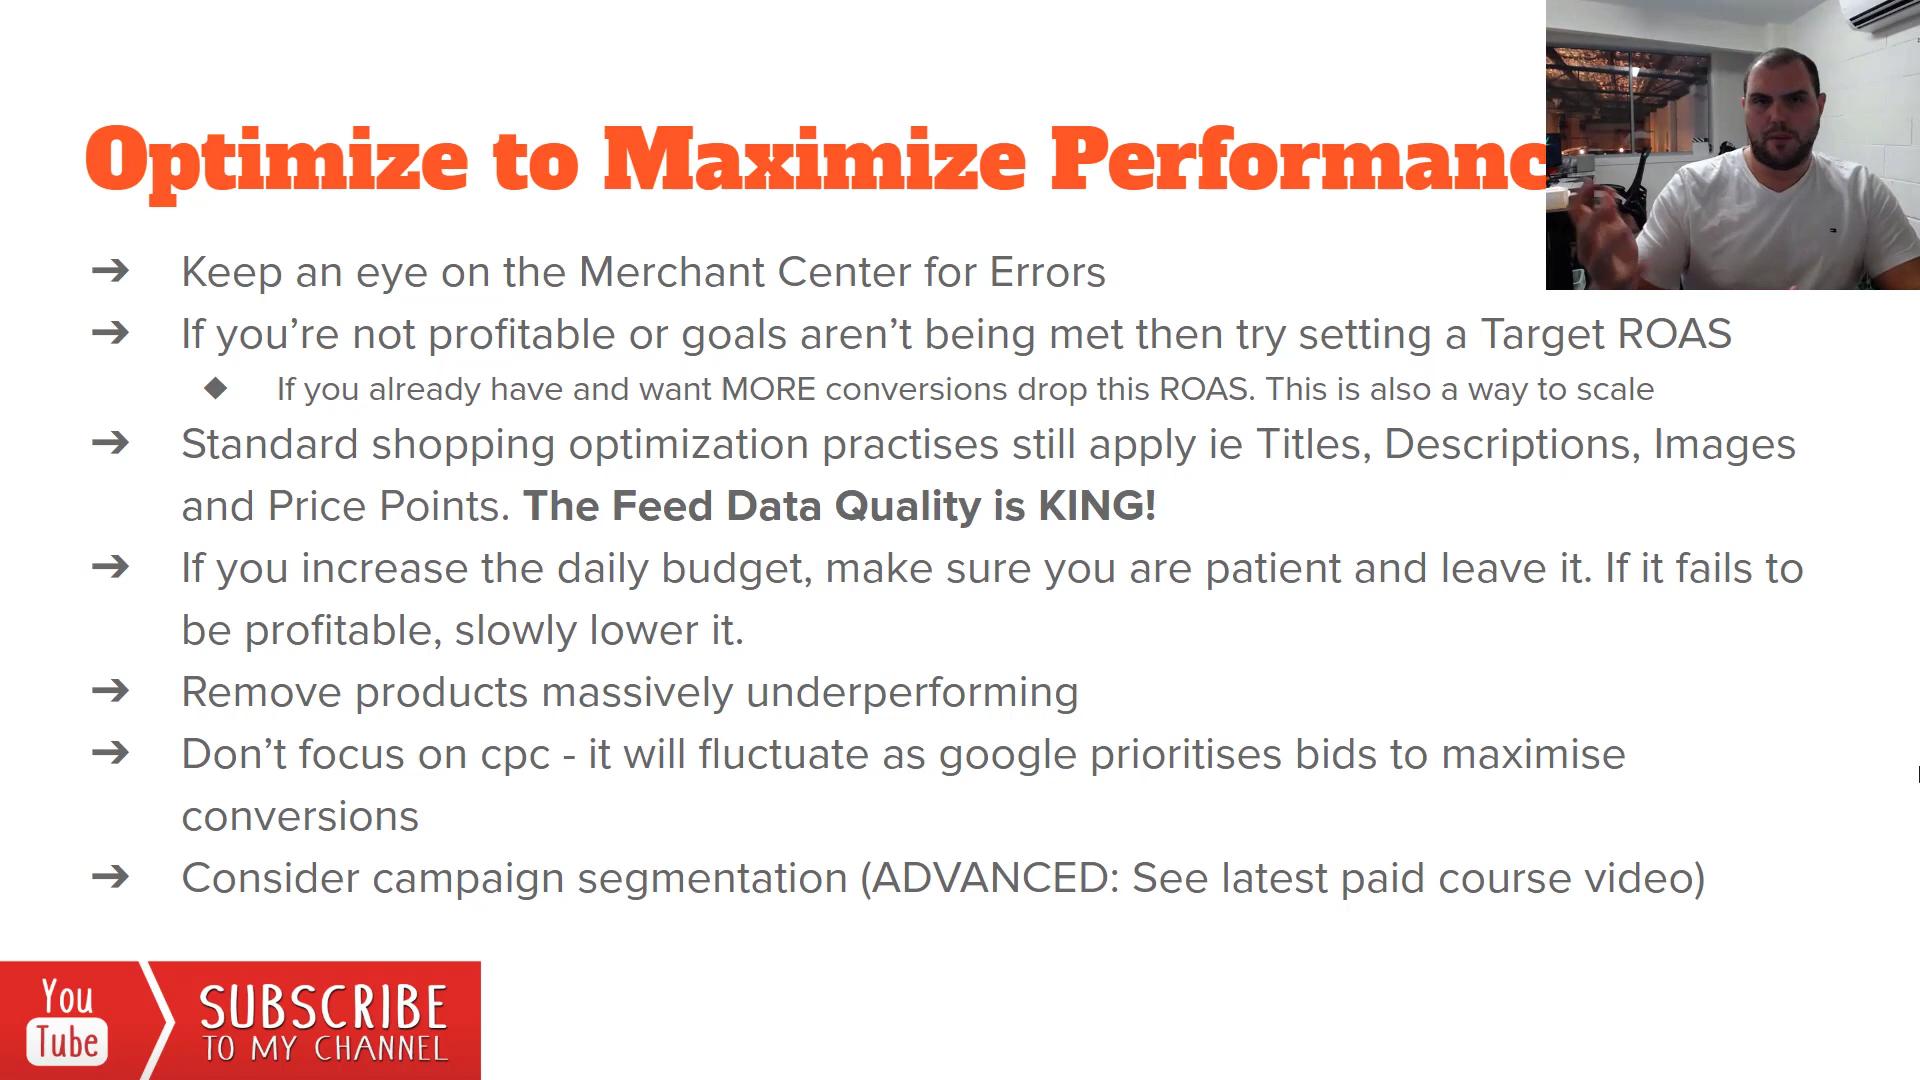 Optimize to Maximize Performanc
➔ Keep an eye on the Merchant Center for Errors
➔ If you’re not profitable or goals aren’t being met then try setting a Target ROAS
◆ If you already have and want MORE conversions drop this ROAS. This is also a way to scale
➔ Standard shopping optimization practises still apply ie Titles, Descriptions, Images
and Price Points. The Feed Data Quality is KING!
➔ If you increase the daily budget, make sure you are patient and leave it. If it fails to
be profitable, slowly lower it.
➔ Remove products massively underperforming
➔ Don’t focus on cpc - it will fluctuate as google prioritises bids to maximise
conversions
➔ Consider campaign segmentation (ADVANCED: See latest paid course video)
You
Tube
SUBSCRIBE
TO MY CHANNEL